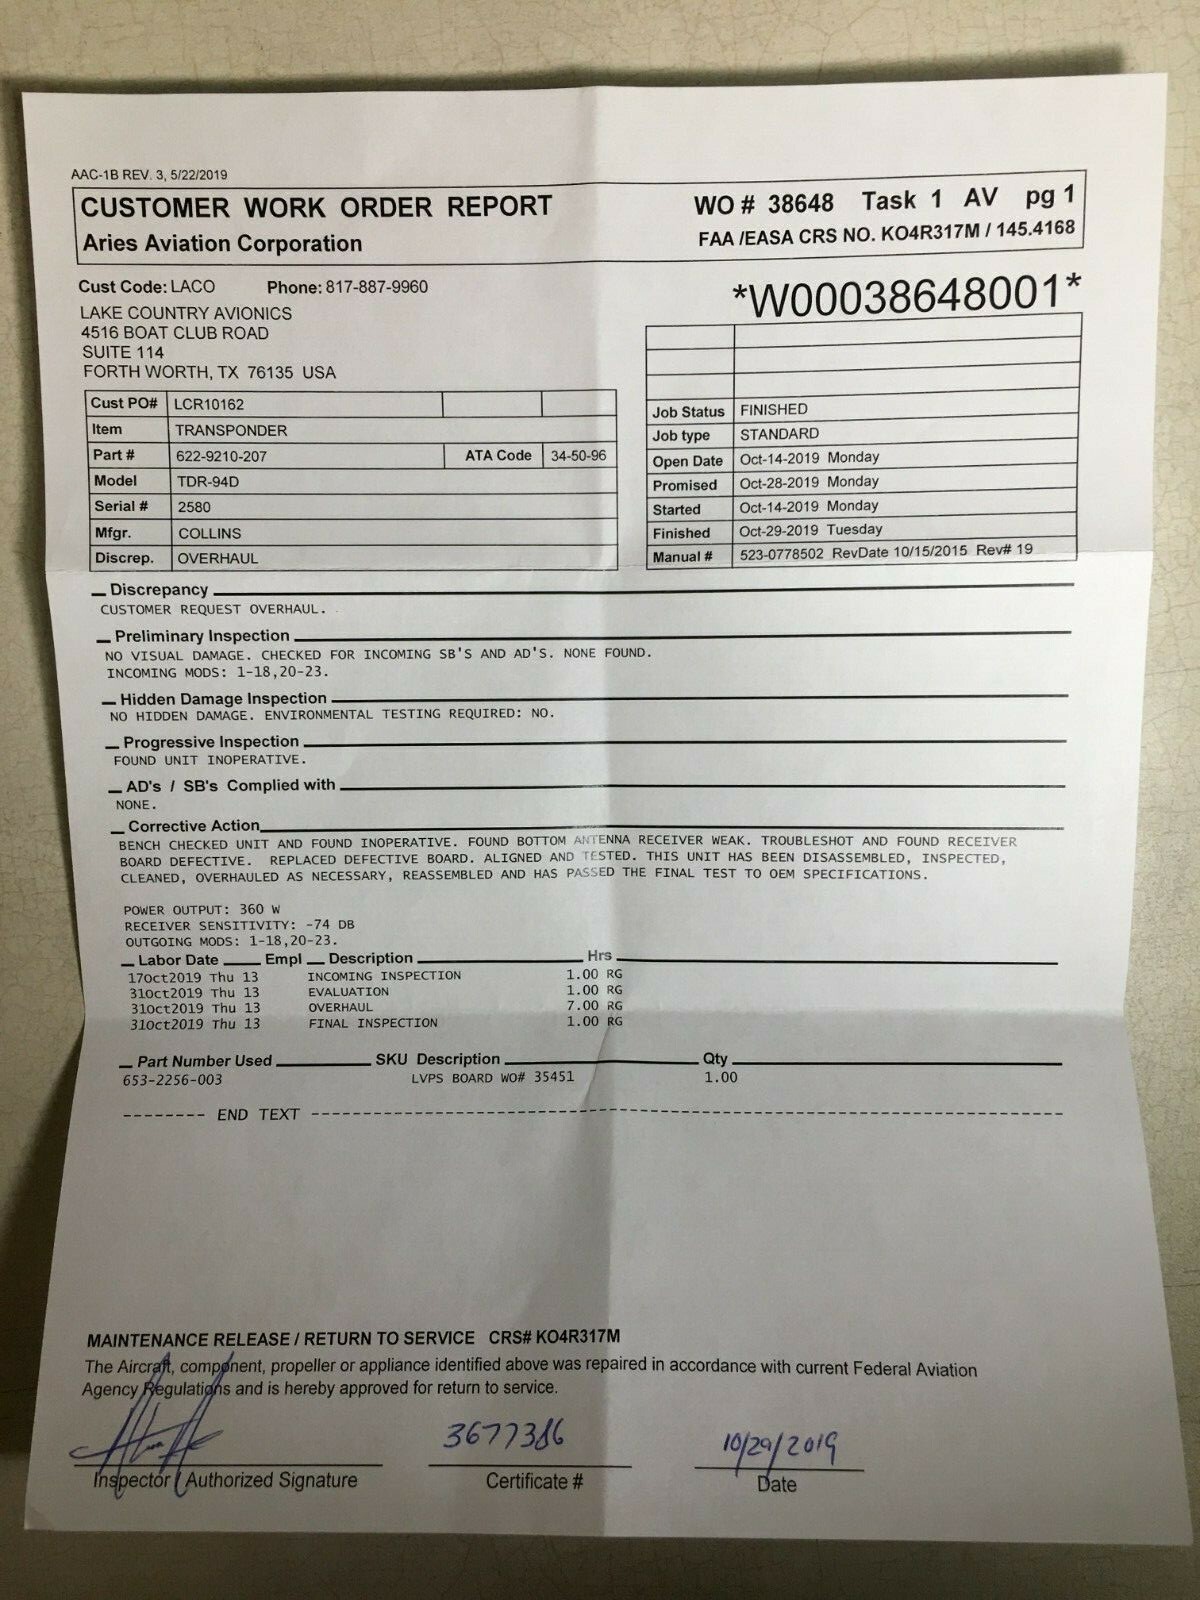 AAC-1B REV. 3, 5/22/2019
CUSTOMER WORK ORDER REPORT
WO # 38648 Task 1 AV pg 1
Aries Aviation Corporation
FAA /EASA CRS NO. KO4R317M / 145.4168
Cust Code: LACO Phone: 817-887-9960
*W00038648001*
LAKE COUNTRY AVIONICS
4516 BOAT CLUB ROAD
SUITE 114
FORTH WORTH, TX 76135 USA
Cust PO# LCR10162
Item TRANSPONDER
Part # 622-9210-207 ATA Code 34-50-96
Model TDR-94D
Serial # 2580
Mfgr. COLLINS
Discrep. OVERHAUL
Job Status FINISHED
Job type STANDARD
Open Date Oct-14-2019 Monday
Promised Oct-28-2019 Monday
Started Oct-14-2019 Monday
Finished Oct-29-2019 Tuesday
Manual # 523-0778502 RevDate 10/15/2015 Rev# 19
Discrepancy
CUSTOMER REQUEST OVERHAUL.
Preliminary Inspection
NO VISUAL DAMAGE. CHECKED FOR INCOMING SB'S AND AD'S. NONE FOUND.
INCOMING MODS: 1-18,20-23.
Hidden Damage Inspection
NO HIDDEN DAMAGE. ENVIRONMENTAL TESTING REQUIRED: NO.
Progressive Inspection
FOUND UNIT INOPERATIVE.
AD's / SB's Complied with
NONE.
Corrective Action
BENCH CHECKED UNIT AND FOUND INOPERATIVE. FOUND BOTTOM ANTENNA RECEIVER WEAK. TROUBLESHOT AND FOUND RECEIVER
BOARD DEFECTIVE. REPLACED DEFECTIVE BOARD. ALIGNED AND TESTED. THIS UNIT HAS BEEN DISASSEMBLED, INSPECTED,
CLEANED, OVERHAULED AS NECESSARY, REASSEMBLED AND HAS PASSED THE FINAL TEST TO OEM SPECIFICATIONS.
POWER OUTPUT: 360 W
RECEIVER SENSITIVITY: -74 DB
OUTGOING MODS: 1-18,20-23.
Labor Date Empl Description Hrs
17Oct2019 Thu 13 INCOMING INSPECTION 1.00 RG
31Oct2019 Thu 13 EVALUATION 1.00 RG
31Oct2019 Thu 13 OVERHAUL 7.00 RG
31Oct2019 Thu 13 FINAL INSPECTION 1.00 RG
Part Number Used SKU Description Qty
653-2256-003 LVPS BOARD WO# 35451 1.00
-------- END TEXT --------
MAINTENANCE RELEASE / RETURN TO SERVICE CRS# KO4R317M
The Aircraft, component, propeller or appliance identified above was repaired in accordance with current Federal Aviation
Agency Regulations and is hereby approved for return to service.
3677386
10/29/2019
Inspector / Authorized Signature
Certificate #
Date